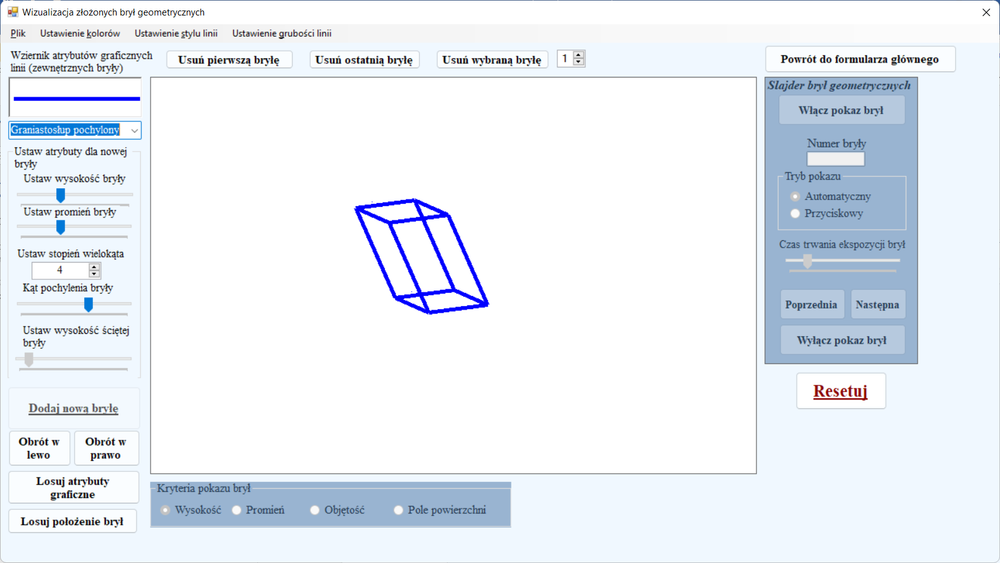 Wizualizacja złożonych brył geometrycznych
Plik Ustawienie kolorów Ustawienie stylu linii Ustawienie grubości linii
Wziernik atrybutów graficznych
linii (zewnętrznych bryły)
Usuń pierwszą bryłę Usuń ostatnią bryłę Usuń wybraną bryłę 1
Powrót do formularza głównego
Graniastosłup pochylony
Ustaw atrybuty dla nowej
bryły
Ustaw wysokość bryły
Ustaw promień bryły
Ustaw stopień wielokąta
4
Kąt pochylenia bryły
Ustaw wysokość ściętej
bryły
Dodaj nową bryłę
Obrót w
lewo
Obrót w
prawo
Losuj atrybuty
graficzne
Losuj położenie brył
Kryteria pokazu brył
Wysokość Promień Objętość Pole powierzchni
Slajder brył geometrycznych
Włącz pokaz brył
Numer bryły
Tryb pokazu
Automatyczny
Przyciskowy
Czas trwania ekspozycji brył
Poprzednia Następna
Wyłącz pokaz brył
Resetuj